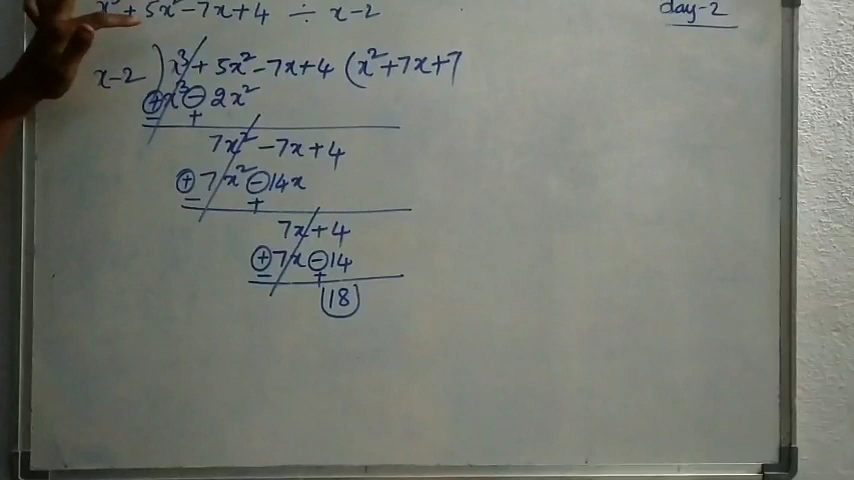 x³ + 5x² - 7x + 4 ÷ x - 2
day - 2
x - 2 ) x³ + 5x² - 7x + 4 ( x² + 7x + 7
⊕ x³ ⊖ 2x²
− +
7x² - 7x + 4
⊕ 7x² ⊖ 14x
− +
7x + 4
⊕ 7x ⊖ 14
− +
18